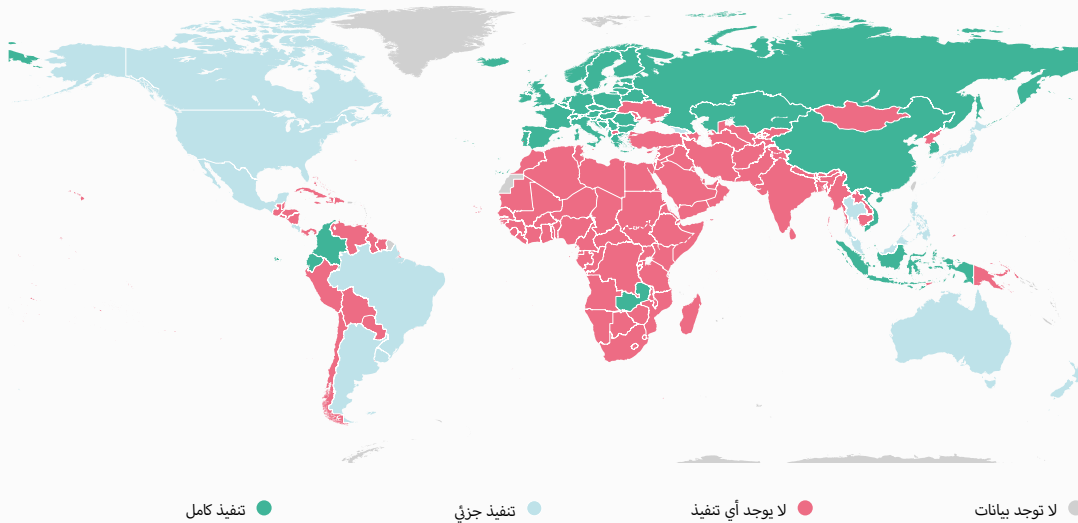 لا توجد بيانات
لا يوجد أي تنفيذ
تنفيذ جزئي
تنفيذ كامل